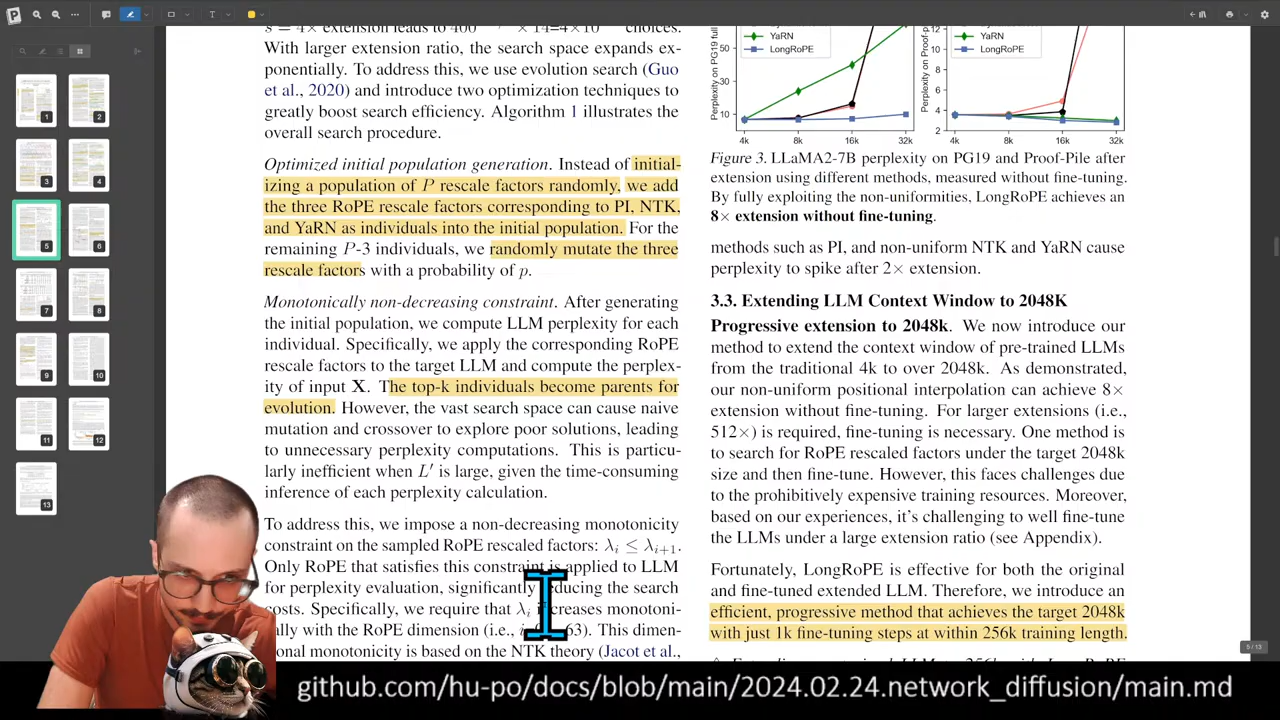 With larger extension ratio, the search space expands ex-
ponentially. To address this, we use evolution search (Guo
et al., 2020) and introduce two optimization techniques to
greatly boost search efficiency. Algorithm 1 illustrates the
overall search procedure.
Optimized initial population generation. Instead of initial-
izing a population of P rescale factors randomly, we add
the three RoPE rescale factors corresponding to PI, NTK,
and YaRN as individuals into the initial population. For the
remaining P-3 individuals, we randomly mutate the three
rescale factors with a probability of p.
Monotonically non-decreasing constraint. After generating
the initial population, we compute LLM perplexity for each
individual. Specifically, we apply the corresponding RoPE
rescale factors to the target LLM and compute the perplex-
ity of input X. The top-k individuals become parents for
evolution. However, the vast search space can cause naive
mutation and crossover to explore poor solutions, leading
to unnecessary perplexity computations. This is particu-
larly inefficient when L′ is large, given the time-consuming
inference of each perplexity calculation.
To address this, we impose a non-decreasing monotonicity
constraint on the sampled RoPE rescaled factors: λi ≤ λi+1.
Only RoPE that satisfies this constraint is applied to LLM
for perplexity evaluation, significantly reducing the search
costs. Specifically, we require that λi increases monotoni-
cally with the RoPE dimension (i.e., 63). This dimen-
sional monotonicity is based on the NTK theory (Jacot et al.,
Perplexity on PG19 full
50
30
10
YaRN
LongRoPE
4k 8k 16k 32k
Perplexity on Proof-p
12
10
8
6
4
2
YaRN
LongRoPE
4k 8k 16k 32k
Figure 3. LLaMA2-7B perplexity on PG19 and Proof-Pile after
extension using different methods, measured without fine-tuning.
By fully exploring the non-uniformities, LongRoPE achieves an
8× extension without fine-tuning.
methods such as PI, and non-uniform NTK and YaRN cause
perplexity to spike after 2× extension.
3.3. Extending LLM Context Window to 2048K
Progressive extension to 2048k. We now introduce our
method to extend the context window of pre-trained LLMs
from the traditional 4k to over 2048k. As demonstrated,
our non-uniform positional interpolation can achieve 8×
extension without fine-tuning. For larger extensions (i.e.,
512×) is required, fine-tuning is necessary. One method is
to search for RoPE rescaled factors under the target 2048k
size and then fine-tune. However, this faces challenges due
to the prohibitively expensive training resources. Moreover,
based on our experiences, it's challenging to well fine-tune
the LLMs under a large extension ratio (see Appendix).
Fortunately, LongRoPE is effective for both the original
and fine-tuned extended LLM. Therefore, we introduce an
efficient, progressive method that achieves the target 2048k
with just 1k fine-tuning steps at within 256k training length.
1
2
3
4
5
6
7
8
9
10
11
12
13
5 / 13
github.com/hu-po/docs/blob/main/2024.02.24.network_diffusion/main.md